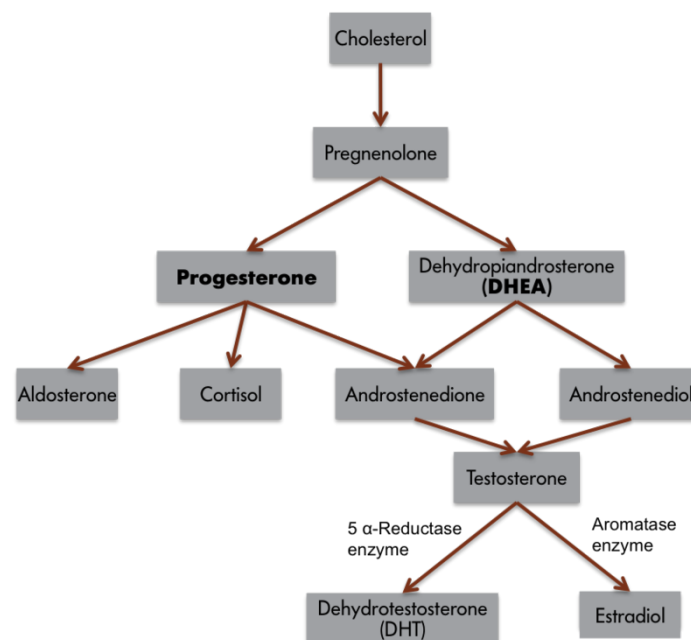 Cholesterol
Pregnenolone
Progesterone
Dehydropiandrosterone
(DHEA)
Aldosterone
Cortisol
Androstenedione
Androstenediol
Testosterone
5 α-Reductase
enzyme
Aromatase
enzyme
Dehydrotestosterone
(DHT)
Estradiol